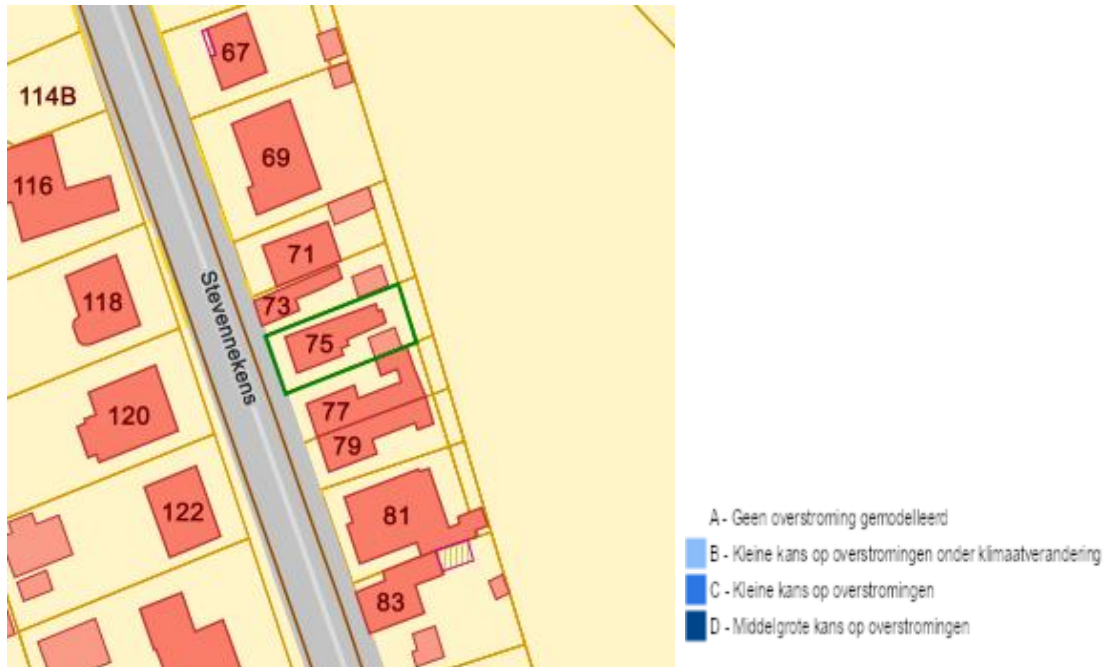 67
114B
69
116
71
118
73
Stevennekens
75
120
77
79
122
81
83
A - Geen overstroming gemodelleerd
B - Kleine kans op overstromingen onder klimaatverandering
C - Kleine kans op overstromingen
D - Middelgrote kans op overstromingen